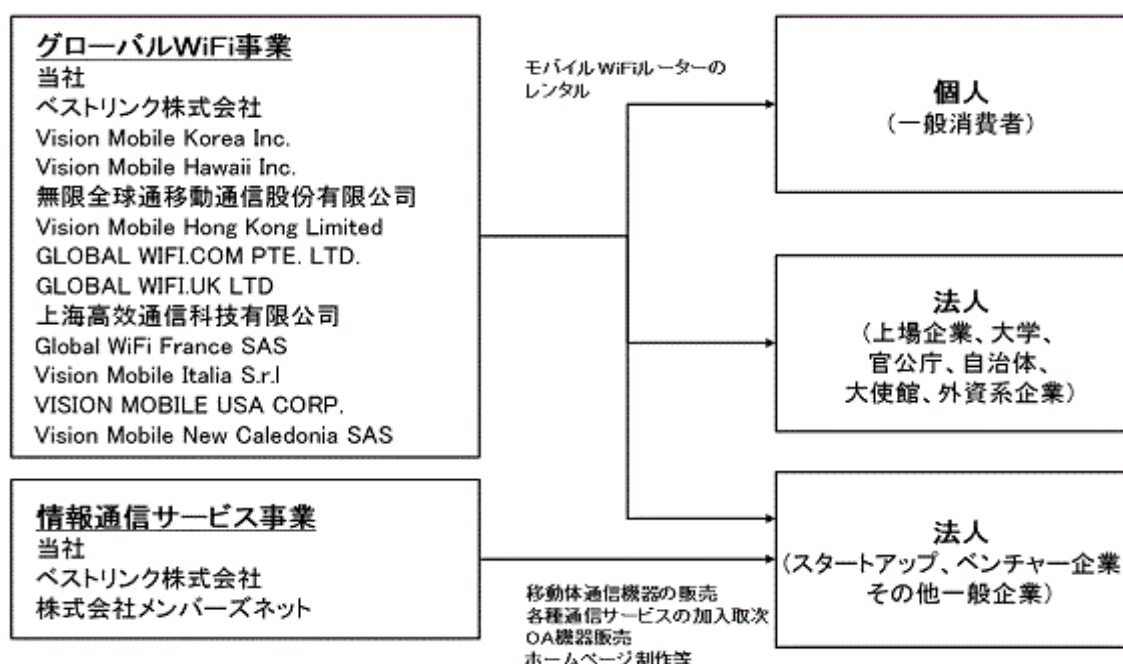 グローバルWiFi事業
当社
ベストリンク株式会社
Vision Mobile Korea Inc.
Vision Mobile Hawaii Inc.
無限全球通移動通信股份有限公司
Vision Mobile Hong Kong Limited
GLOBAL WIFI.COM PTE. LTD.
GLOBAL WIFI.UK LTD
上海高效通信科技有限公司
Global WiFi France SAS
Vision Mobile Italia S.r.l
VISION MOBILE USA CORP.
Vision Mobile New Caledonia SAS
モバイルWiFiルーターの
レンタル
個人
(一般消費者)
法人
(上場企業、大学、
官公庁、自治体、
大使館、外資系企業)
情報通信サービス事業
当社
ベストリンク株式会社
株式会社メンバーズネット
移動体通信機器の販売
各種通信サービスの加入取次
OA機器販売
ホームページ制作等
法人
(スタートアップ、ベンチャー企業
その他一般企業)